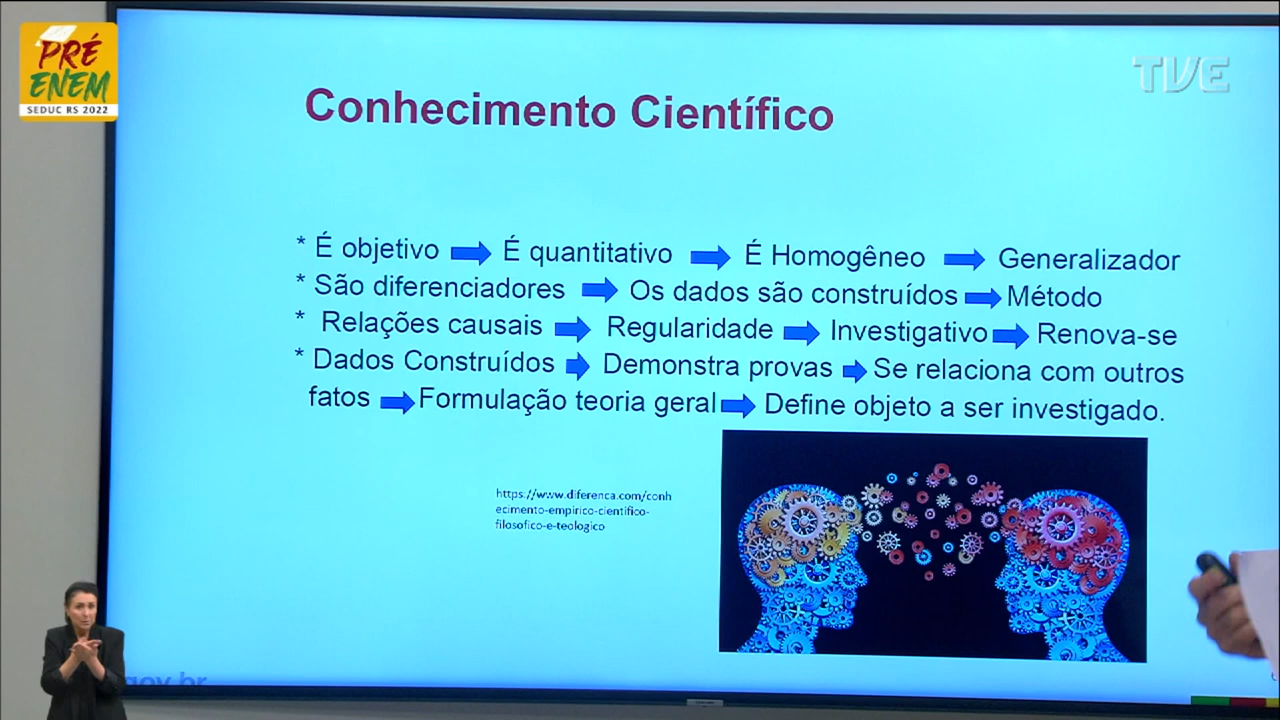 PRÉ
ENEM
SEDUC RS 2022
TVE
Conhecimento Científico
* É objetivo É quantitativo É Homogêneo Generalizador
* São diferenciadores Os dados são construídos Método
* Relações causais Regularidade Investigativo Renova-se
* Dados Construídos Demonstra provas Se relaciona com outros
fatos Formulação teoria geral Define objeto a ser investigado.
https://www.diferenca.com/conh
ecimento-empirico-cientifico-
filosofico-e-teologico
gov.br